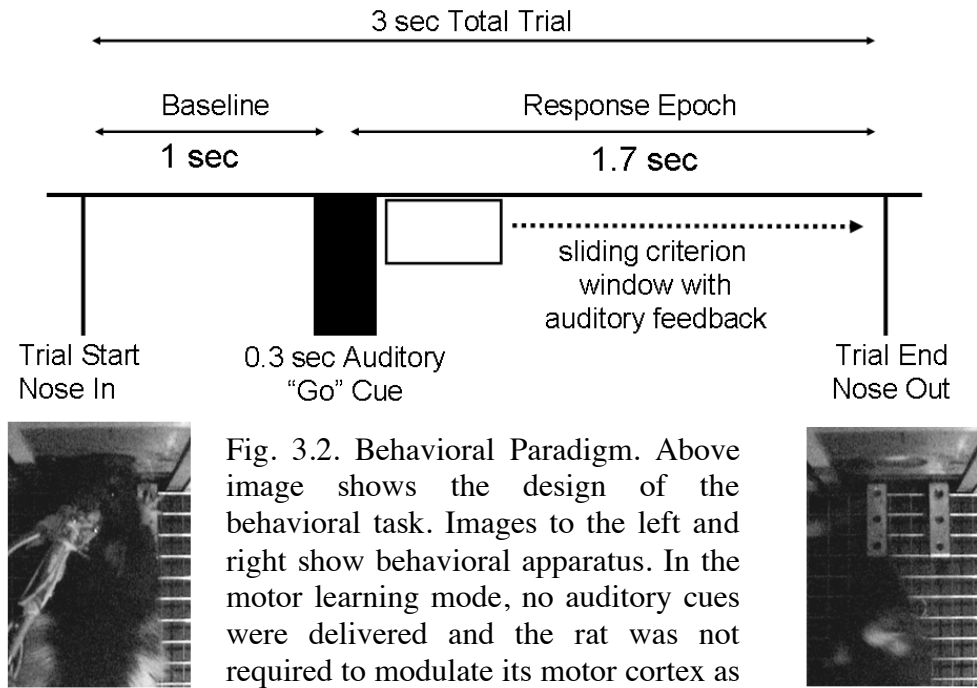 3 sec Total Trial
Baseline
Response Epoch
1 sec
1.7 sec
sliding criterion
window with
auditory feedback
Trial Start
Nose In
0.3 sec Auditory
“Go” Cue
Trial End
Nose Out
Fig. 3.2. Behavioral Paradigm. Above
image shows the design of the
behavioral task. Images to the left and
right show behavioral apparatus. In the
motor learning mode, no auditory cues
were delivered and the rat was not
required to modulate its motor cortex as